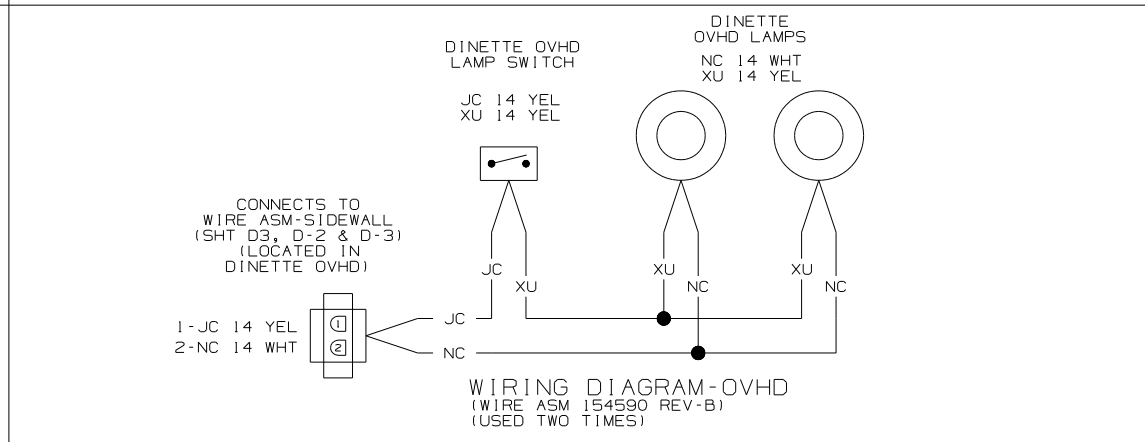 DINETTE
OVHD LAMPS
NC 14 WHT
XU 14 YEL
DINETTE OVHD
LAMP SWITCH
JC 14 YEL
XU 14 YEL
CONNECTS TO
WIRE ASM-SIDEWALL
(SHT D3, D-2 & D-3)
(LOCATED IN
DINETTE OVHD)
JC
XU
XU
NC
XU
NC
1-JC 14 YEL
2-NC 14 WHT
1
2
JC
NC
WIRING DIAGRAM-OVHD
(WIRE ASM 154590 REV-B)
(USED TWO TIMES)